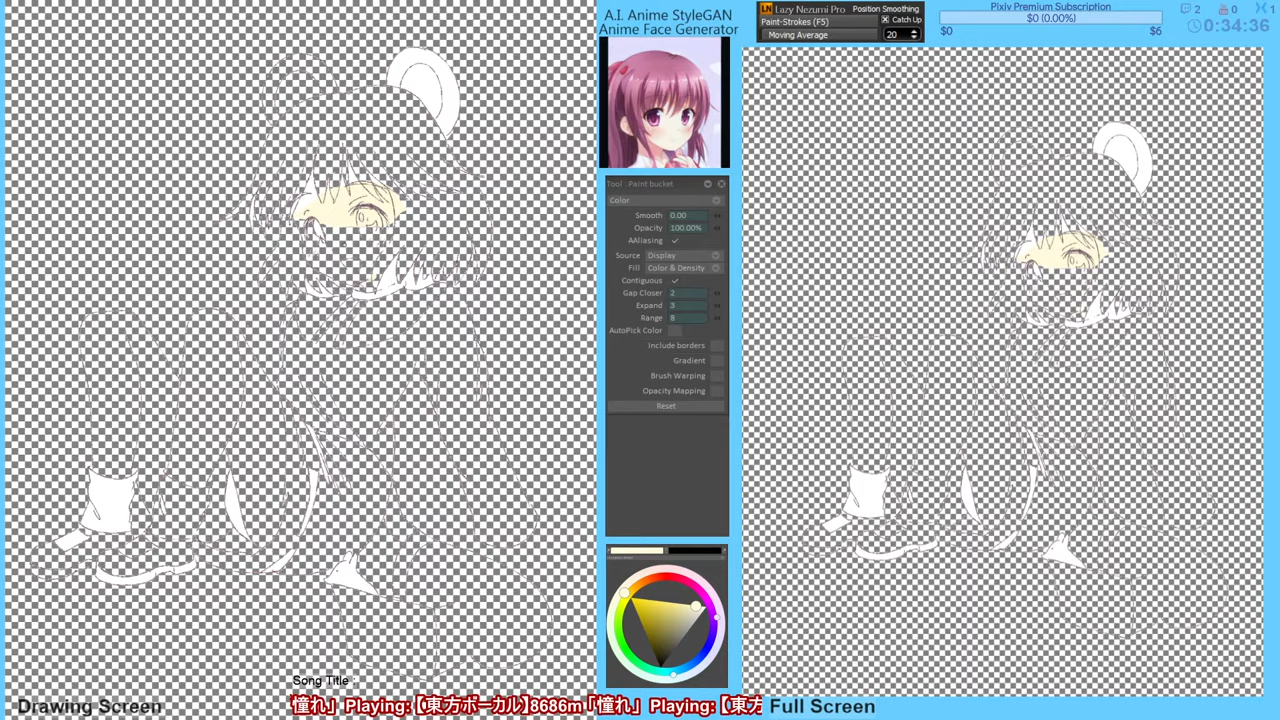 A.I. Anime StyleGAN
Anime Face Generator
LN Lazy Nezumi Pro
Position Smoothing
Paint-Strokes (F5)
Catch Up
Moving Average
20
Pixiv Premium Subscription
$0 (0.00%)
$0
$6
2
0
1
0:34:36
Tool : Paint bucket
Color
Smooth 0.00
Opacity 100.00%
AAliasing
Source Display
Fill Color & Density
Contiguous
Gap Closer 2
Expand 3
Range 8
AutoPick Color
Include borders
Gradient
Brush Warping
Opacity Mapping
Reset
Song Title :
憧れ」 Playing: 【東方ボーカル】8686m 「憧れ」 Playing: 【東方
Drawing Screen
Full Screen